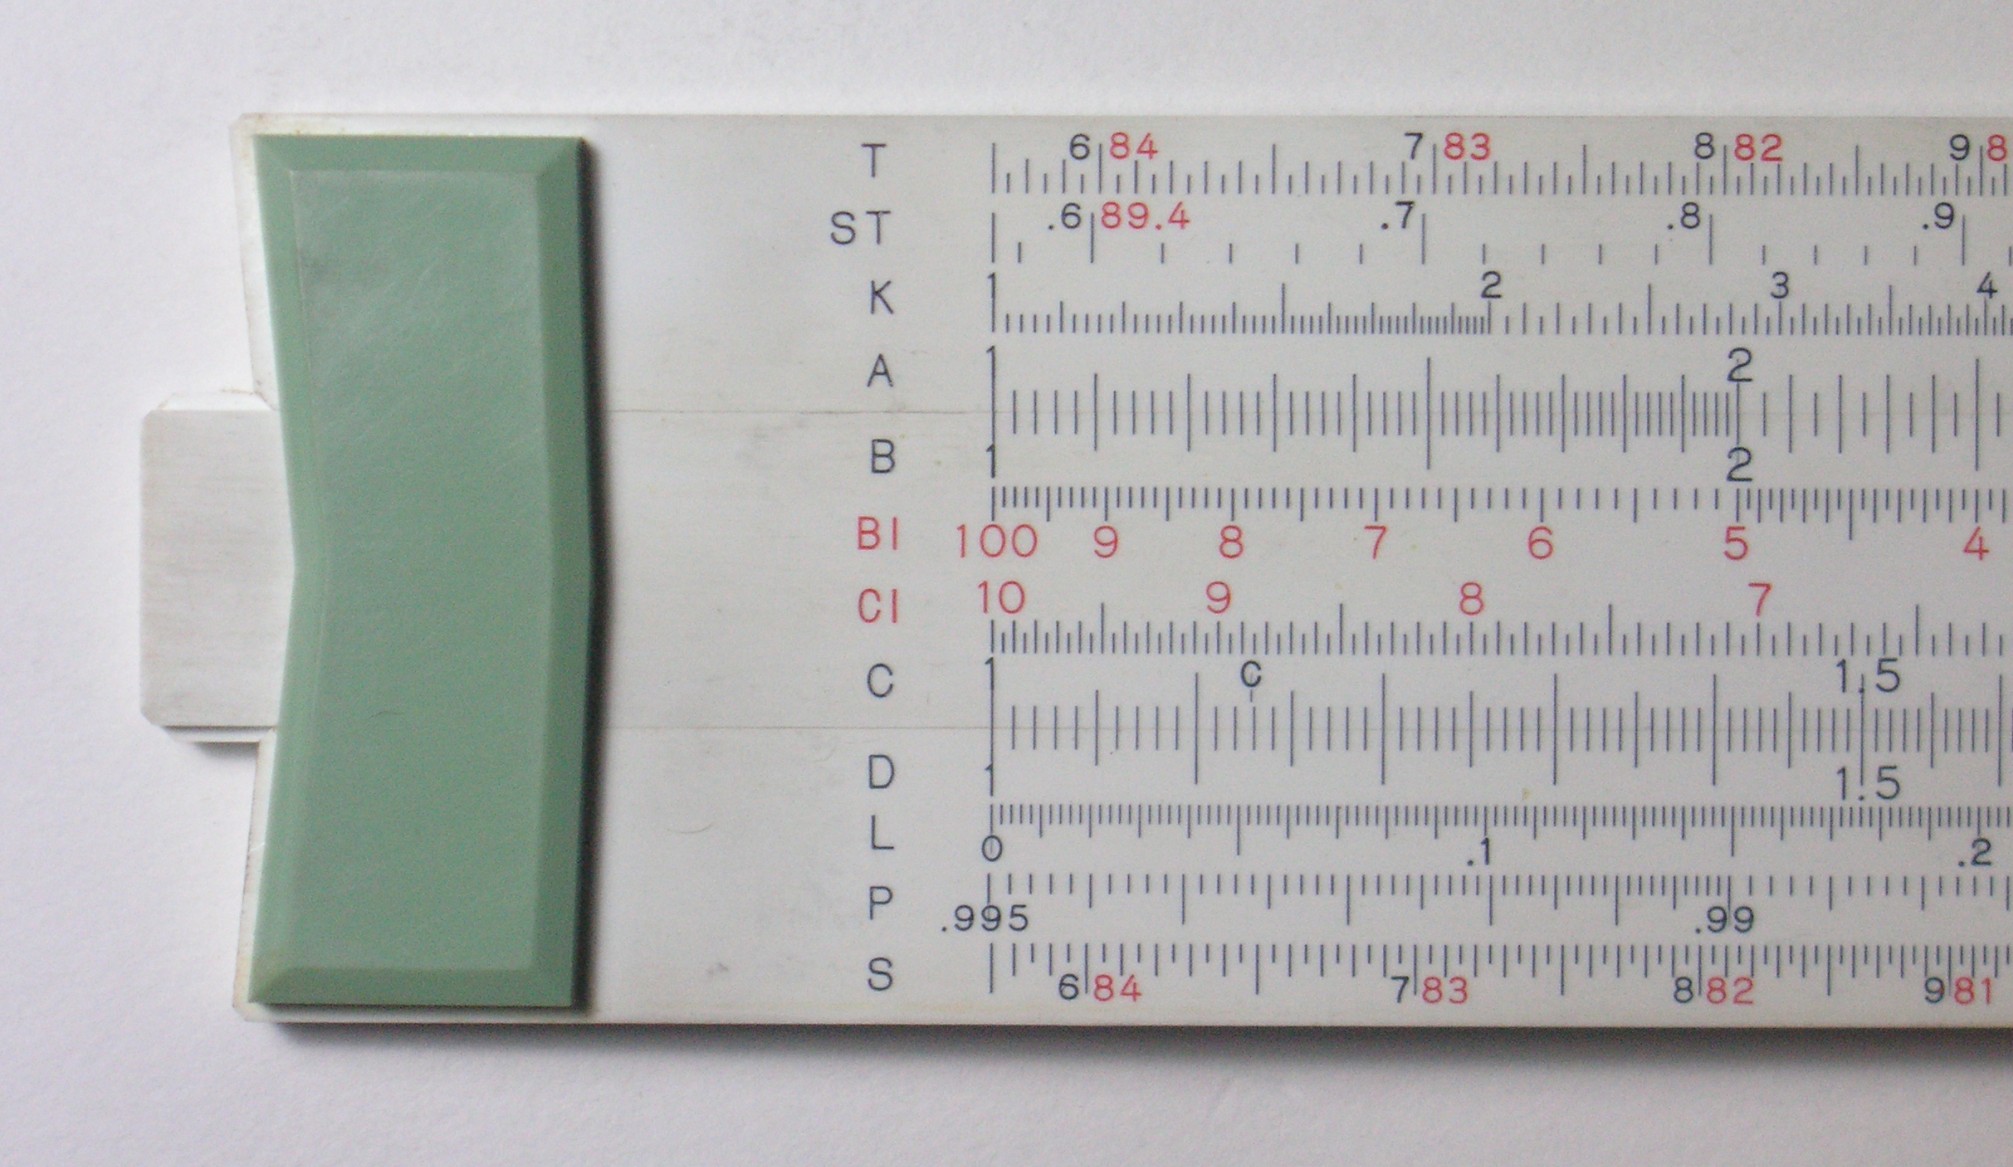 T 6 84 7 83 8 82 9 8
ST .6 89.4 .7 .8 .9
K 1 2 3 4
A 1 2
B 1 2
BI 100 9 8 7 6 5 4
CI 10 9 8 7
C 1 C 1.5
D 1 1.5
L 0 .1 .2
P .995 .99
S 6 84 7 83 8 82 9 81